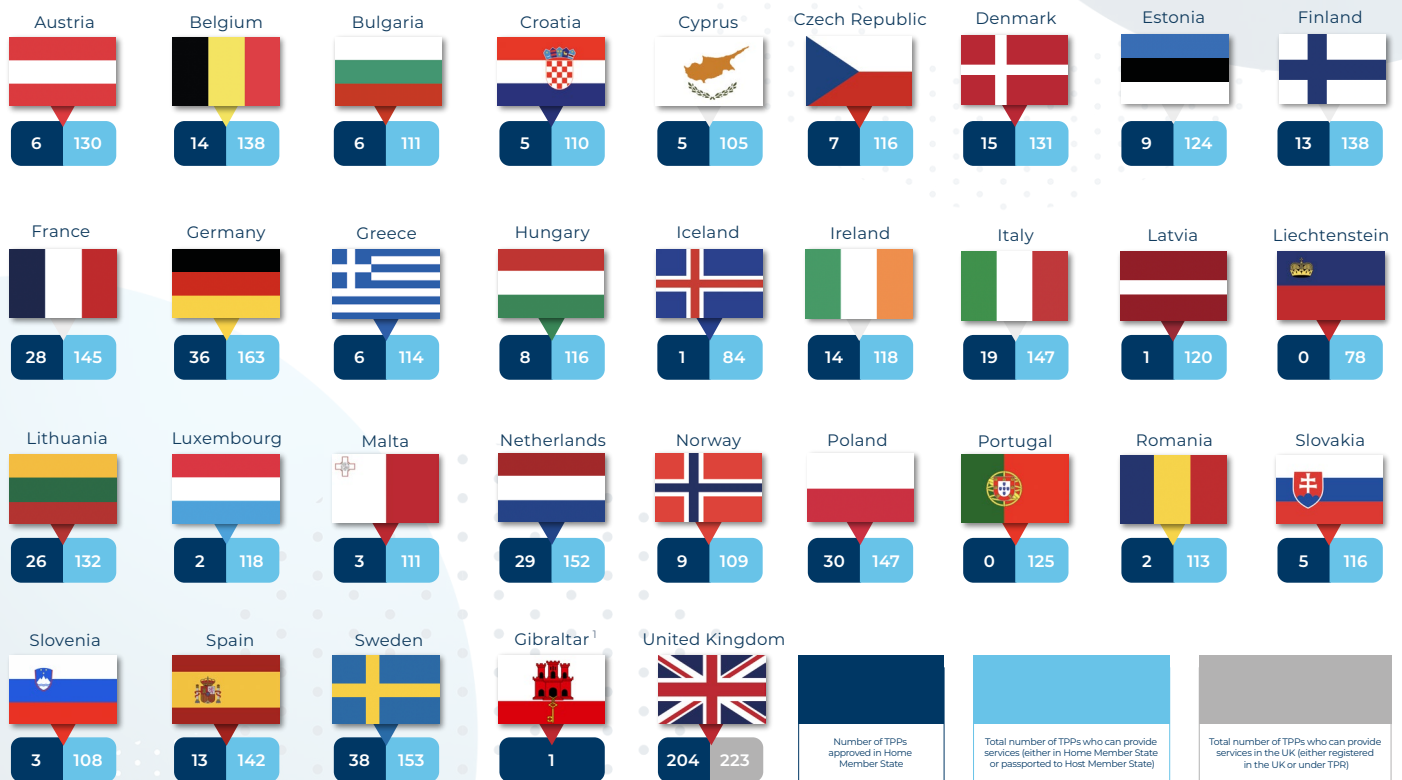 Austria Belgium Bulgaria Croatia Cyprus Czech Republic Denmark Estonia Finland
6 130 14 138 6 111 5 110 5 105 7 116 15 131 9 124 13 138
France Germany Greece Hungary Iceland Ireland Italy Latvia Liechtenstein
28 145 36 163 6 114 8 116 1 84 14 118 19 147 1 120 0 78
Lithuania Luxembourg Malta Netherlands Norway Poland Portugal Romania Slovakia
26 132 2 118 3 111 29 152 9 109 30 147 0 125 2 113 5 116
Slovenia Spain Sweden Gibraltar 1 United Kingdom
3 108 13 142 38 153 1 204 223
Number of TPPs
approved in Home
Member State
Total number of TPPs who can provide
services (either in Home Member State
or passported to Host Member State)
Total number of TPPs who can provide
services in the UK (either registered
in the UK or under TPR)